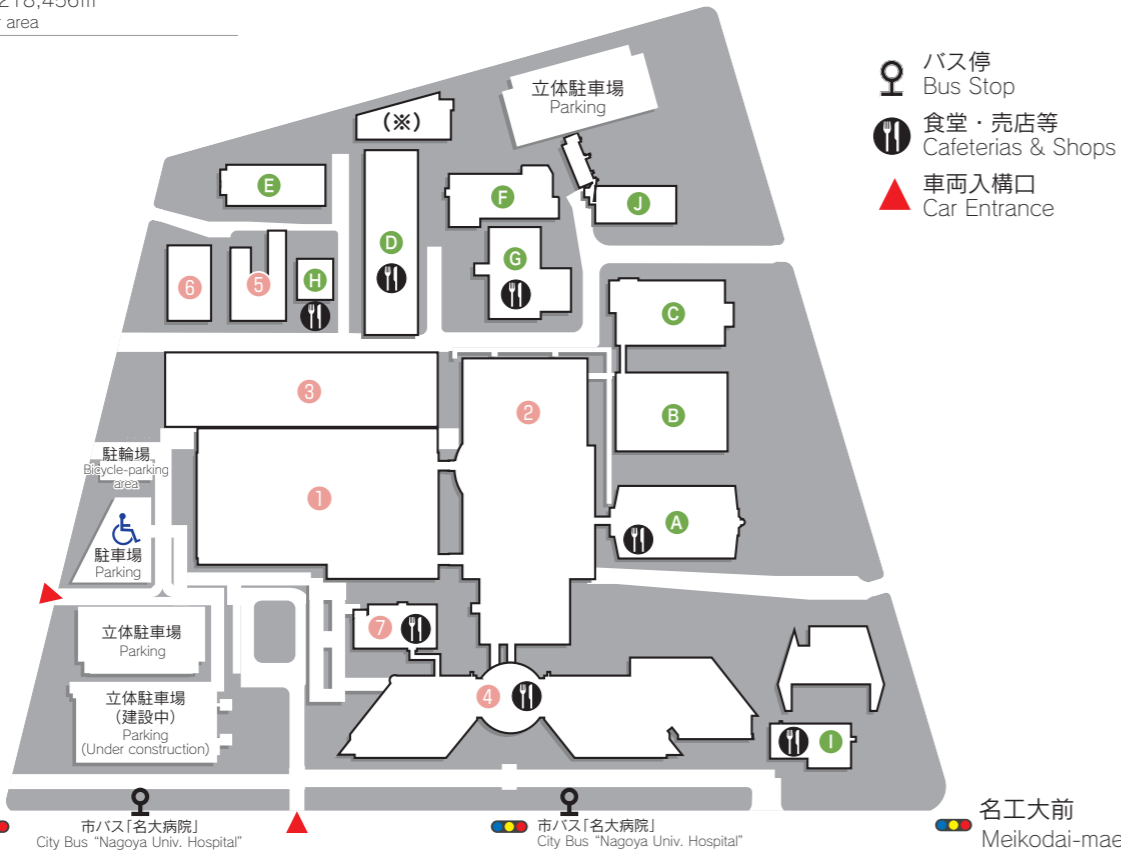 218,456㎡
area
バス停
Bus Stop
食堂・売店等
Cafeterias & Shops
車両入構口
Car Entrance
立体駐車場
Parking
(※)
E
F
J
D
G
6
5
H
C
3
2
B
駐輪場
Bicycle-parking
area
1
A
駐車場
Parking
立体駐車場
Parking
7
立体駐車場
(建設中)
Parking
(Under construction)
4
I
市バス「名大病院」
City Bus "Nagoya Univ. Hospital"
市バス「名大病院」
City Bus "Nagoya Univ. Hospital"
名工大前
Meikodai-mae